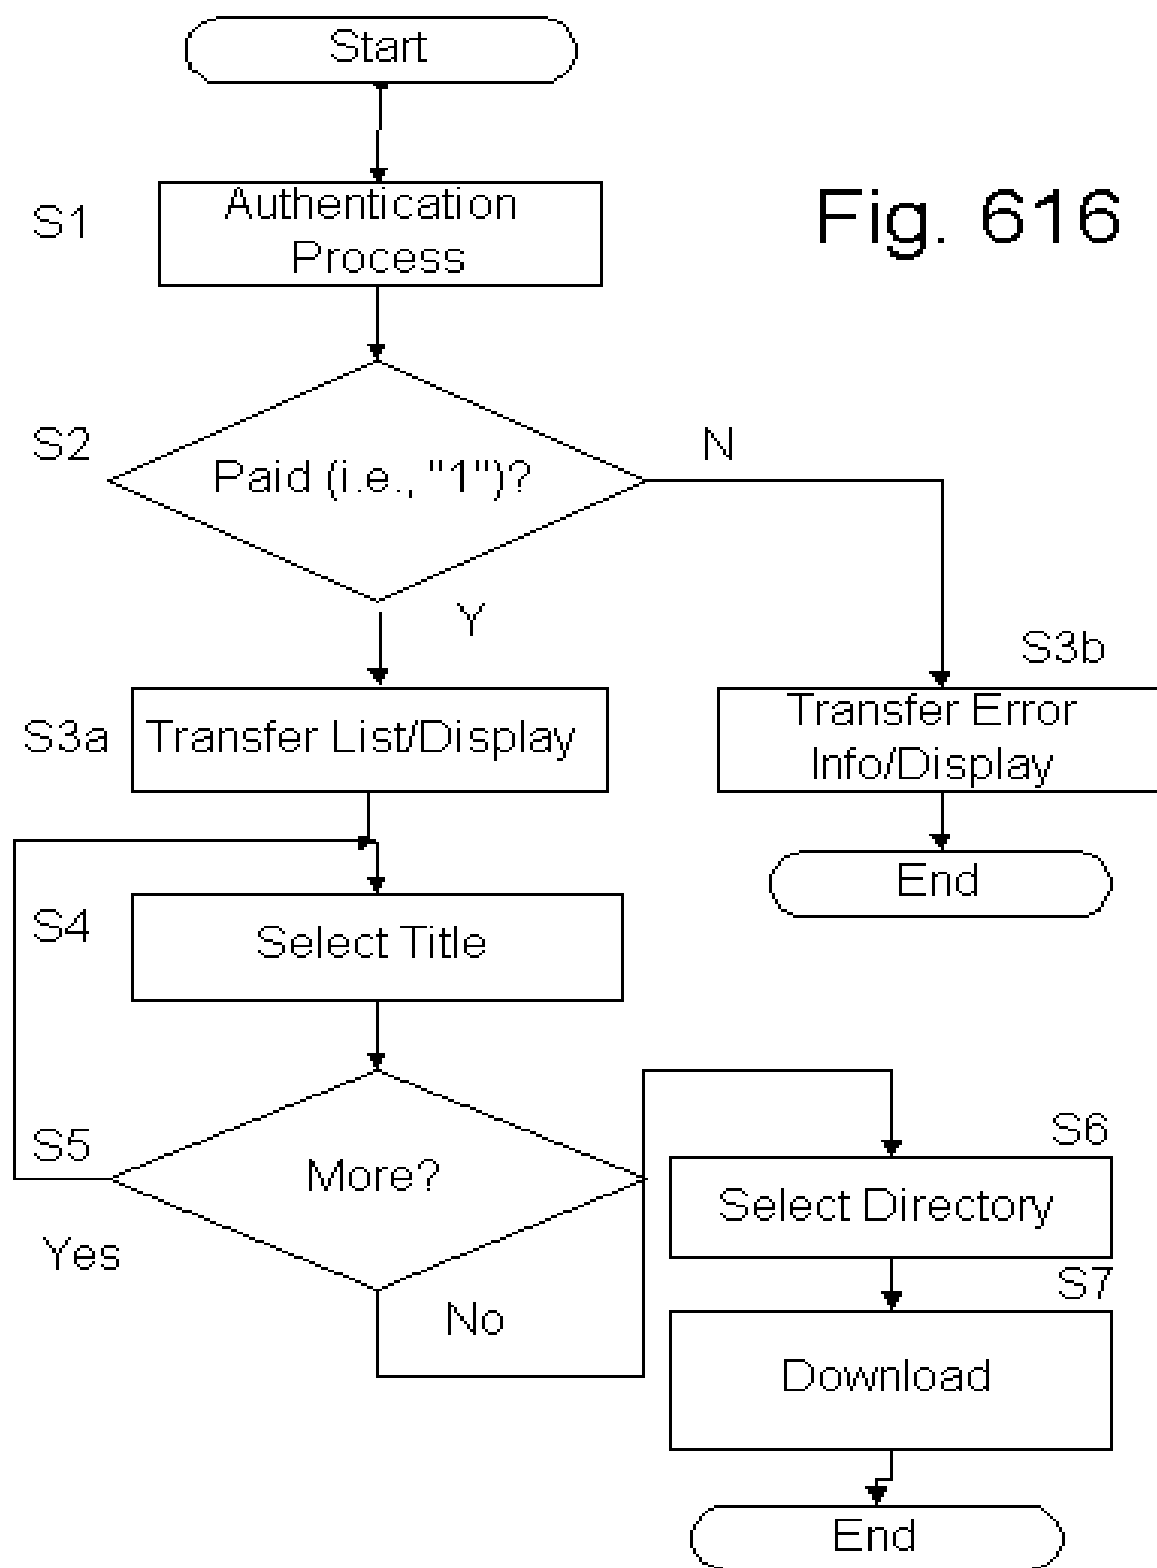 Start
S1
Authentication
Process
Fig. 616
S2
Paid (i.e., "1")?
N
Y
S3b
S3a
Transfer List/Display
Transfer Error
Info/Display
End
S4
Select Title
S5
More?
Yes
No
S6
Select Directory
S7
Download
End